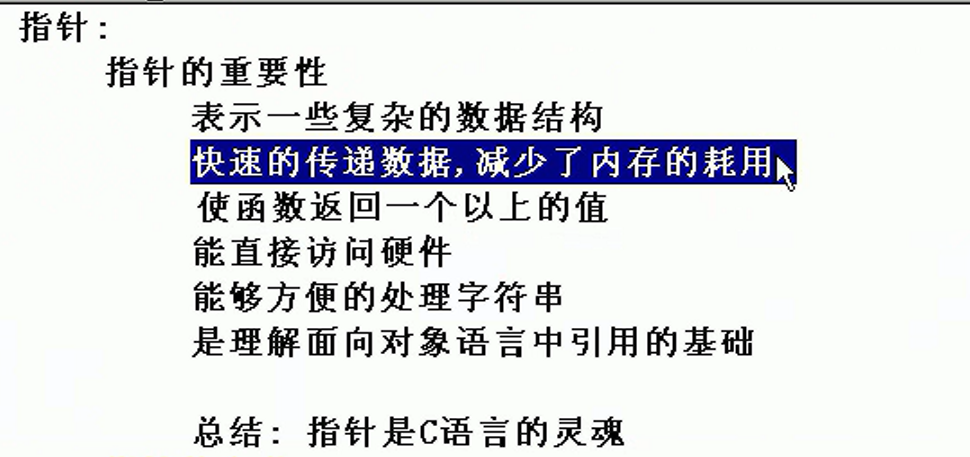 指针：
指针的重要性
表示一些复杂的数据结构
快速的传递数据,减少了内存的耗用
使函数返回一个以上的值
能直接访问硬件
能够方便的处理字符串
是理解面向对象语言中引用的基础
总结: 指针是C语言的灵魂